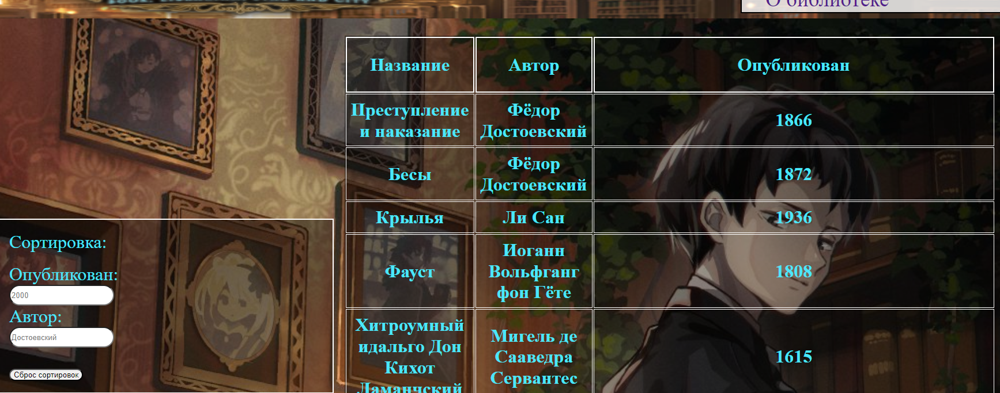 О библиотеке
Название
Автор
Опубликован
Преступление
и наказание
Фёдор
Достоевский
1866
Бесы
Фёдор
Достоевский
1872
Крылья
Ли Сан
1936
Фауст
Иоганн
Вольфганг
фон Гёте
1808
Хитроумный
идальго Дон
Кихот
Ламанчский
Мигель де
Сааведра
Сервантес
1615
Сортировка:
Опубликован:
2000
Автор:
Достоевский
Сброс сортировок